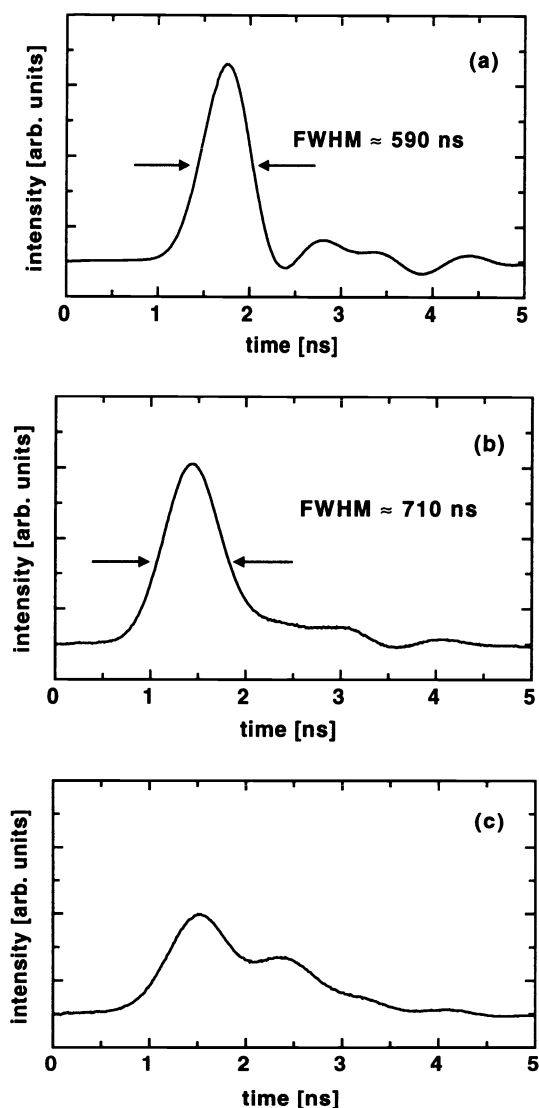 (a)
intensity [arb. units]
FWHM ≈ 590 ns
0 1 2 3 4 5
time [ns]
(b)
intensity [arb. units]
FWHM ≈ 710 ns
0 1 2 3 4 5
time [ns]
(c)
intensity [arb. units]
0 1 2 3 4 5
time [ns]